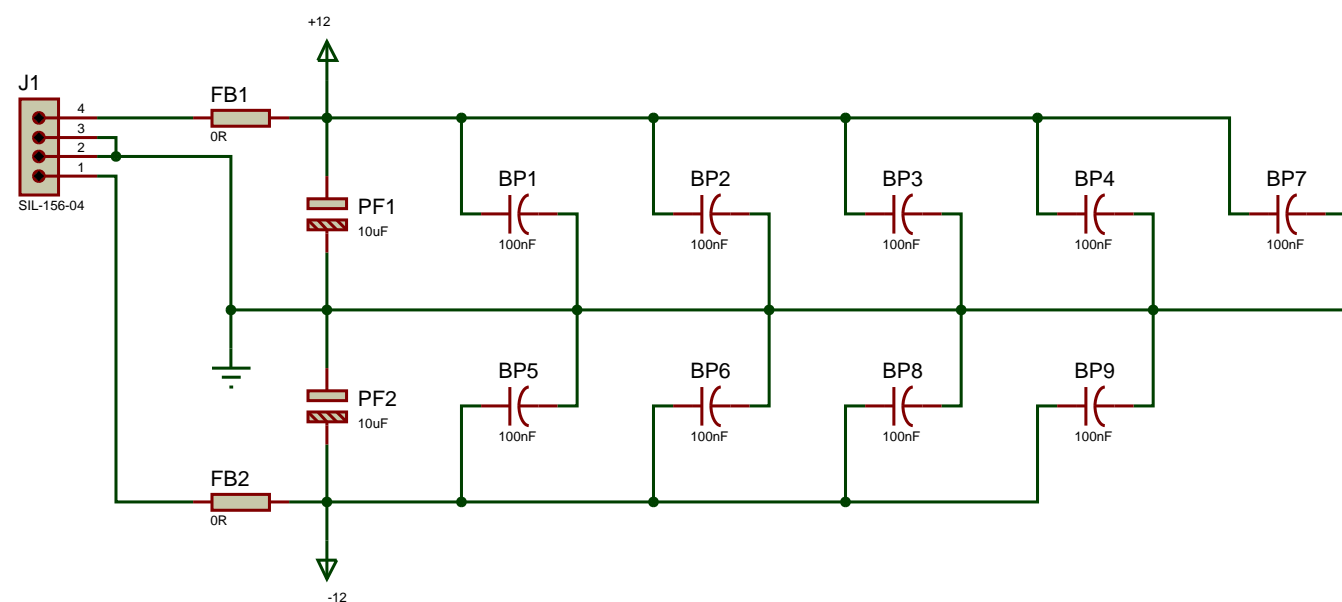 +12
J1
4
3
2
1
SIL-156-04
FB1
0R
PF1
10uF
BP1
100nF
BP2
100nF
BP3
100nF
BP4
100nF
BP7
100nF
PF2
10uF
BP5
100nF
BP6
100nF
BP8
100nF
BP9
100nF
FB2
0R
-12